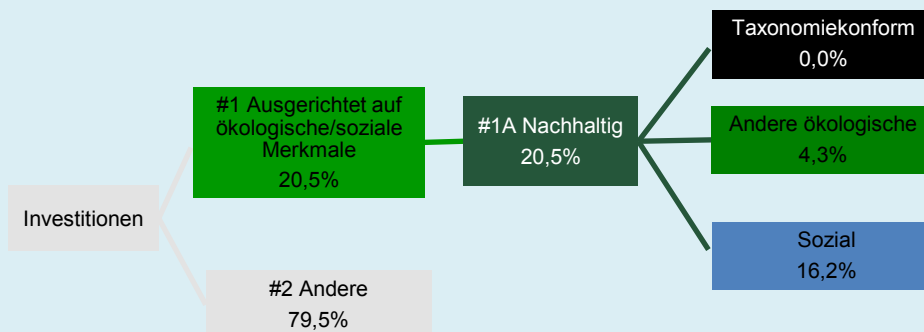 Investitionen
#1 Ausgerichtet auf
ökologische/soziale
Merkmale
20,5%
#2 Andere
79,5%
#1A Nachhaltig
20,5%
Taxonomiekonform
0,0%
Andere ökologische
4,3%
Sozial
16,2%